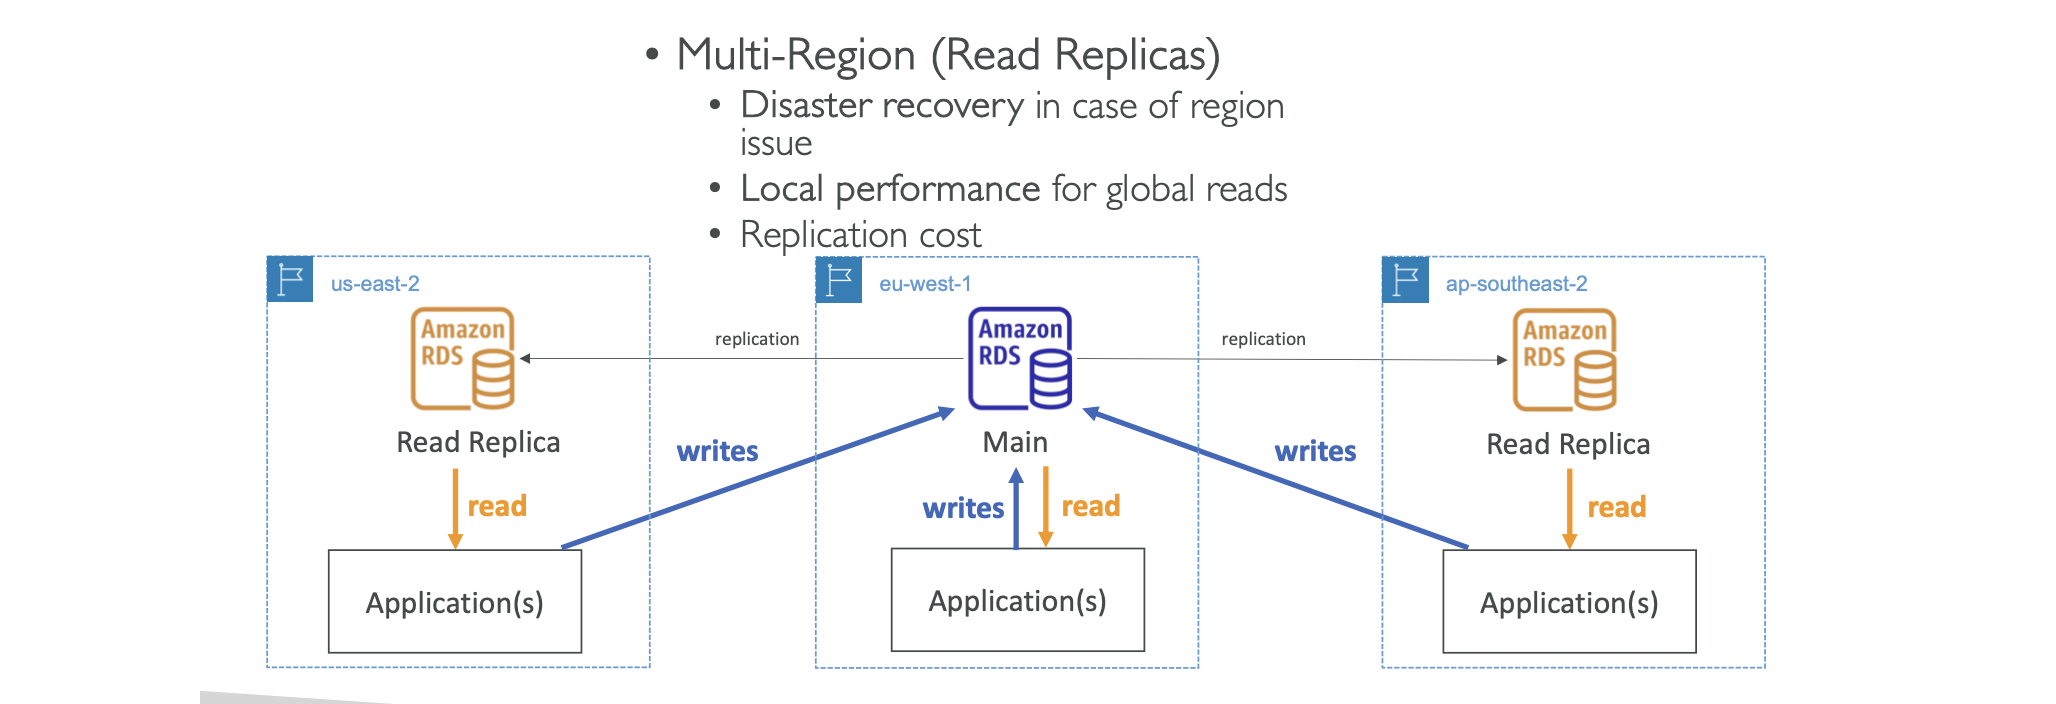 • Multi-Region (Read Replicas)
• Disaster recovery in case of region
issue
• Local performance for global reads
• Replication cost
us-east-2
eu-west-1
ap-southeast-2
Amazon
RDS
Amazon
RDS
Amazon
RDS
replication
replication
Read Replica
Main
Read Replica
writes
writes
read
writes
read
read
Application(s)
Application(s)
Application(s)